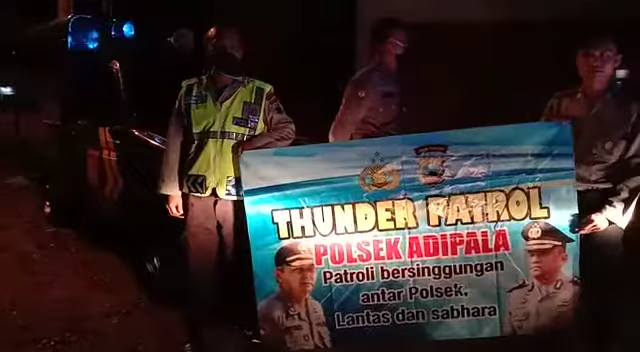 THUNDER PATROL
POLSEK ADIPALA
Patroli bersinggungan
antar Polsek,
Lantas dan sabhara